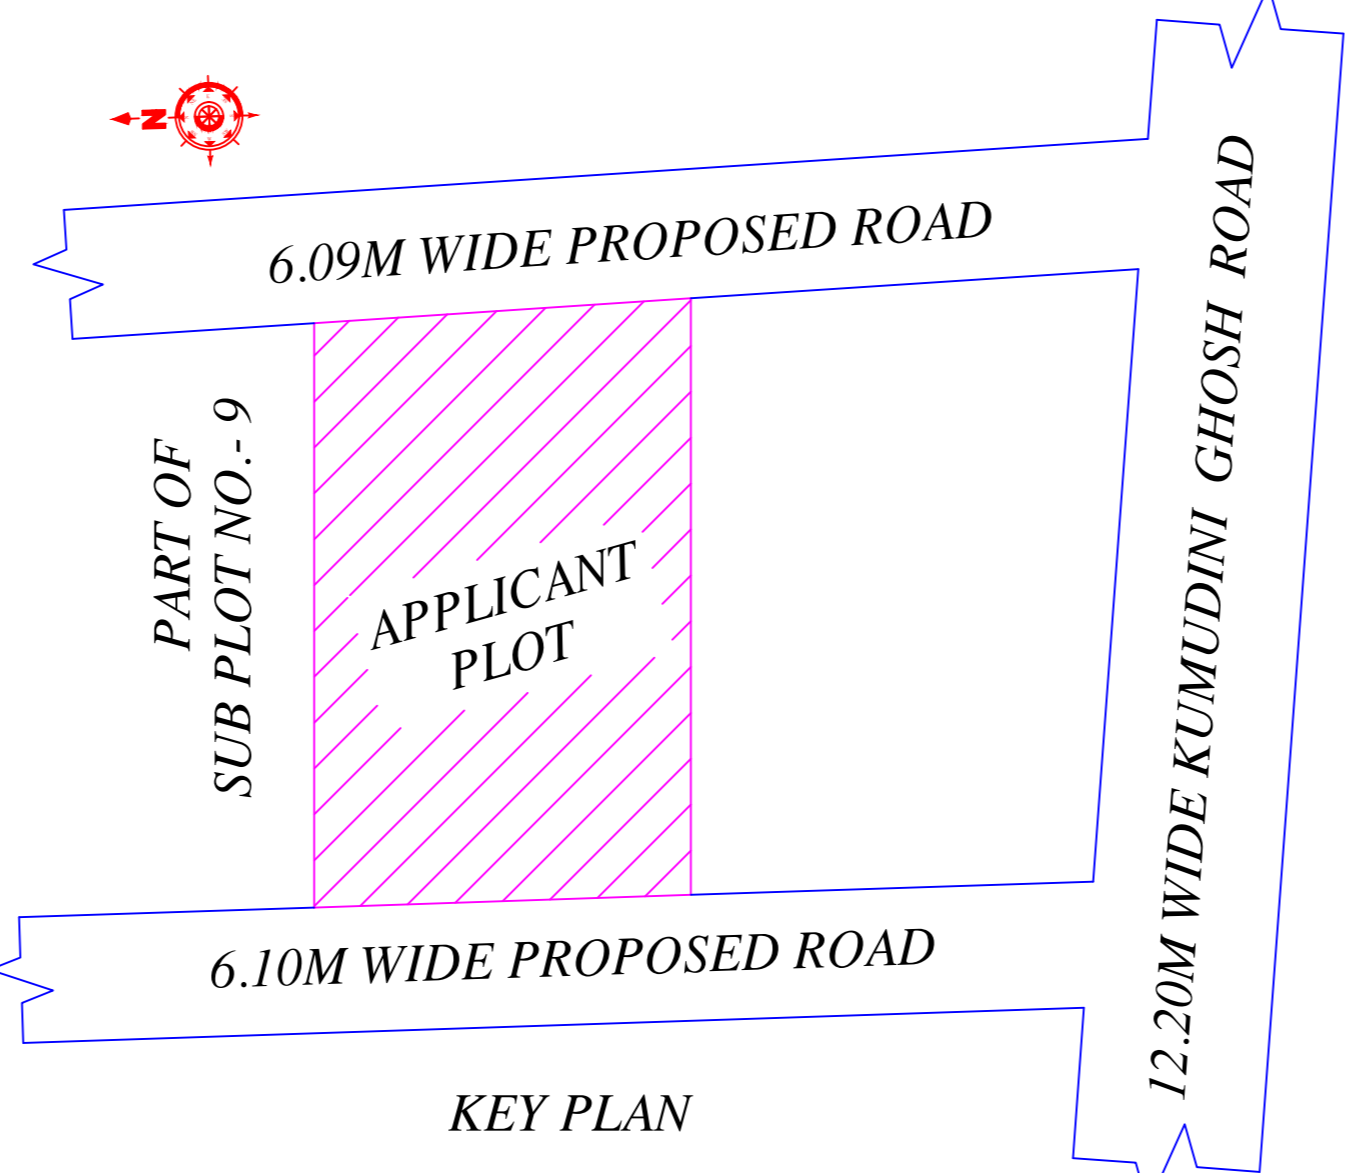 N
6.09M WIDE PROPOSED ROAD
12.20M WIDE KUMUDINI GHOSH ROAD
PART OF
SUB PLOT NO.- 9
APPLICANT
PLOT
6.10M WIDE PROPOSED ROAD
KEY PLAN